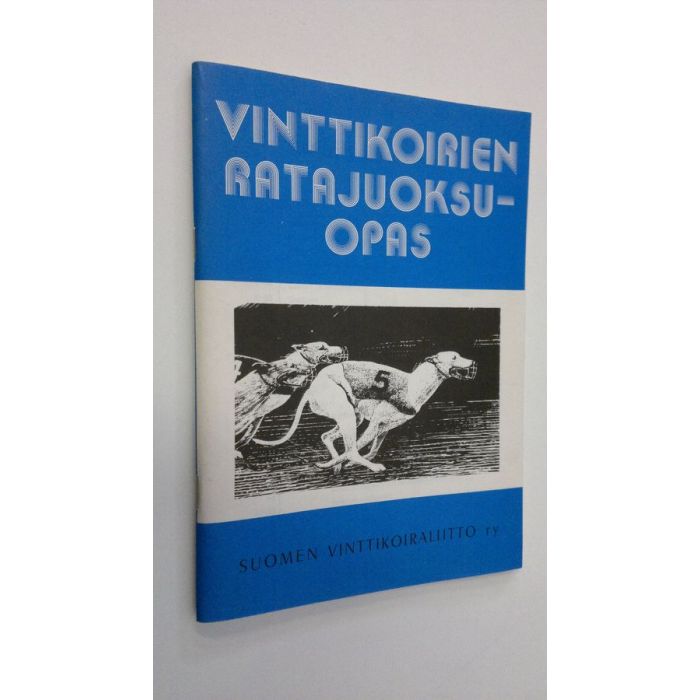 VINTTIKOIRIEN
RATAJUOKSU-
OPAS
5
SUOMEN VINTTIKOIRALIITTO ry